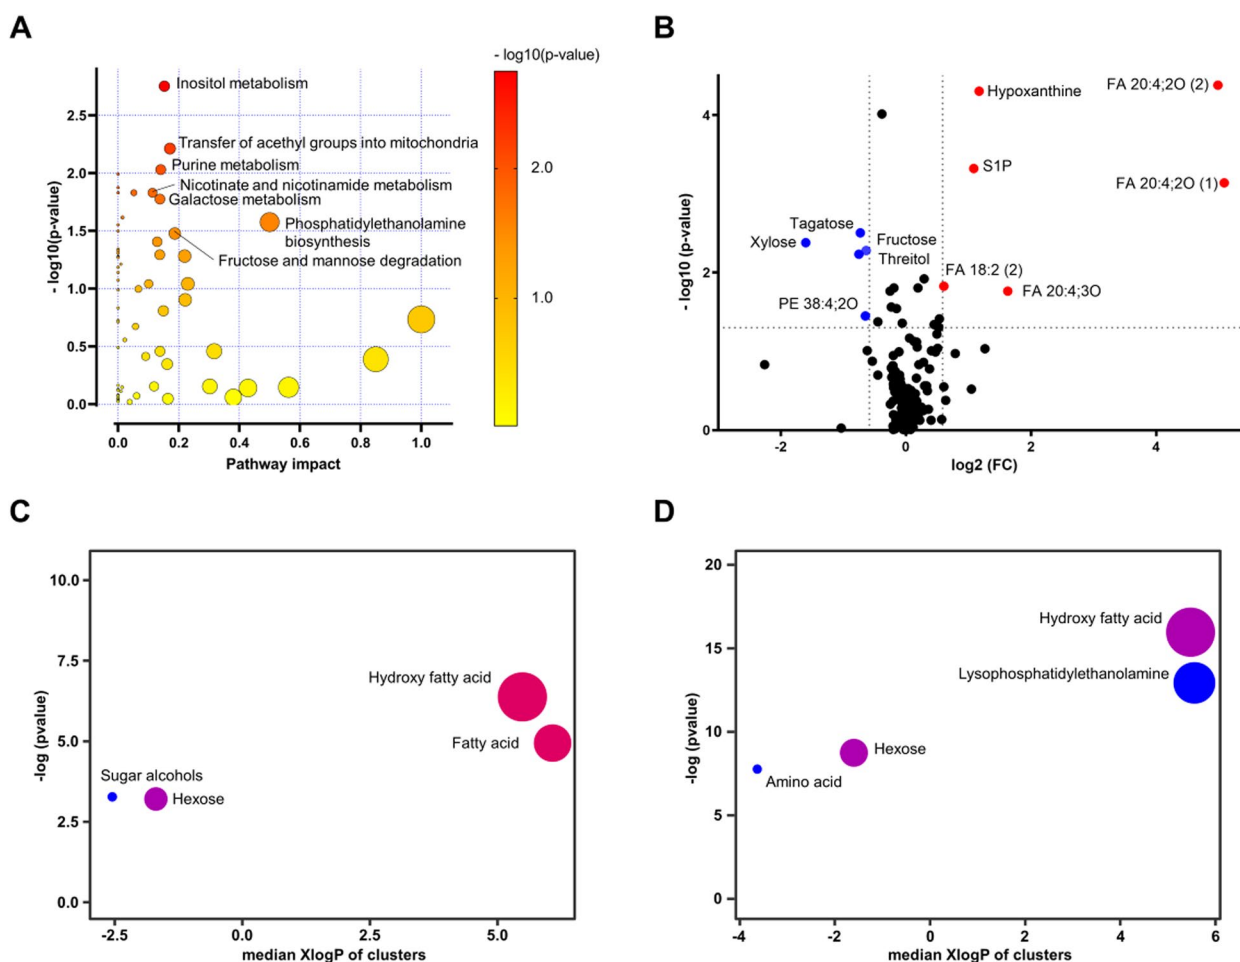 A
- log10(p-value)
Inositol metabolism
2.5
Transfer of acethyl groups into mitochondria
2.0
Purine metabolism
2.0
Nicotinate and nicotinamide metabolism
Galactose metabolism
1.5
Phosphatidylethanolamine
biosynthesis
Fructose and mannose degradation
1.0
1.0
0.5
0.0
- log10(p-value)
0.0 0.2 0.4 0.6 0.8 1.0
Pathway impact
B
4
Hypoxanthine
FA 20:4;2O (2)
S1P
FA 20:4;2O (1)
Tagatose
Xylose
Fructose
Threitol
FA 18:2 (2)
2
FA 20:4;3O
PE 38:4;2O
0
- log10 (p-value)
-2 0 2 4
log2 (FC)
C
10.0
7.5
Hydroxy fatty acid
5.0
Fatty acid
Sugar alcohols
Hexose
2.5
0.0
-log (pvalue)
-2.5 0.0 5.0
median XlogP of clusters
D
20
Hydroxy fatty acid
15
Lysophosphatidylethanolamine
10
Hexose
Amino acid
5
0
-log (pvalue)
-4 -2 0 2 4 6
median XlogP of clusters